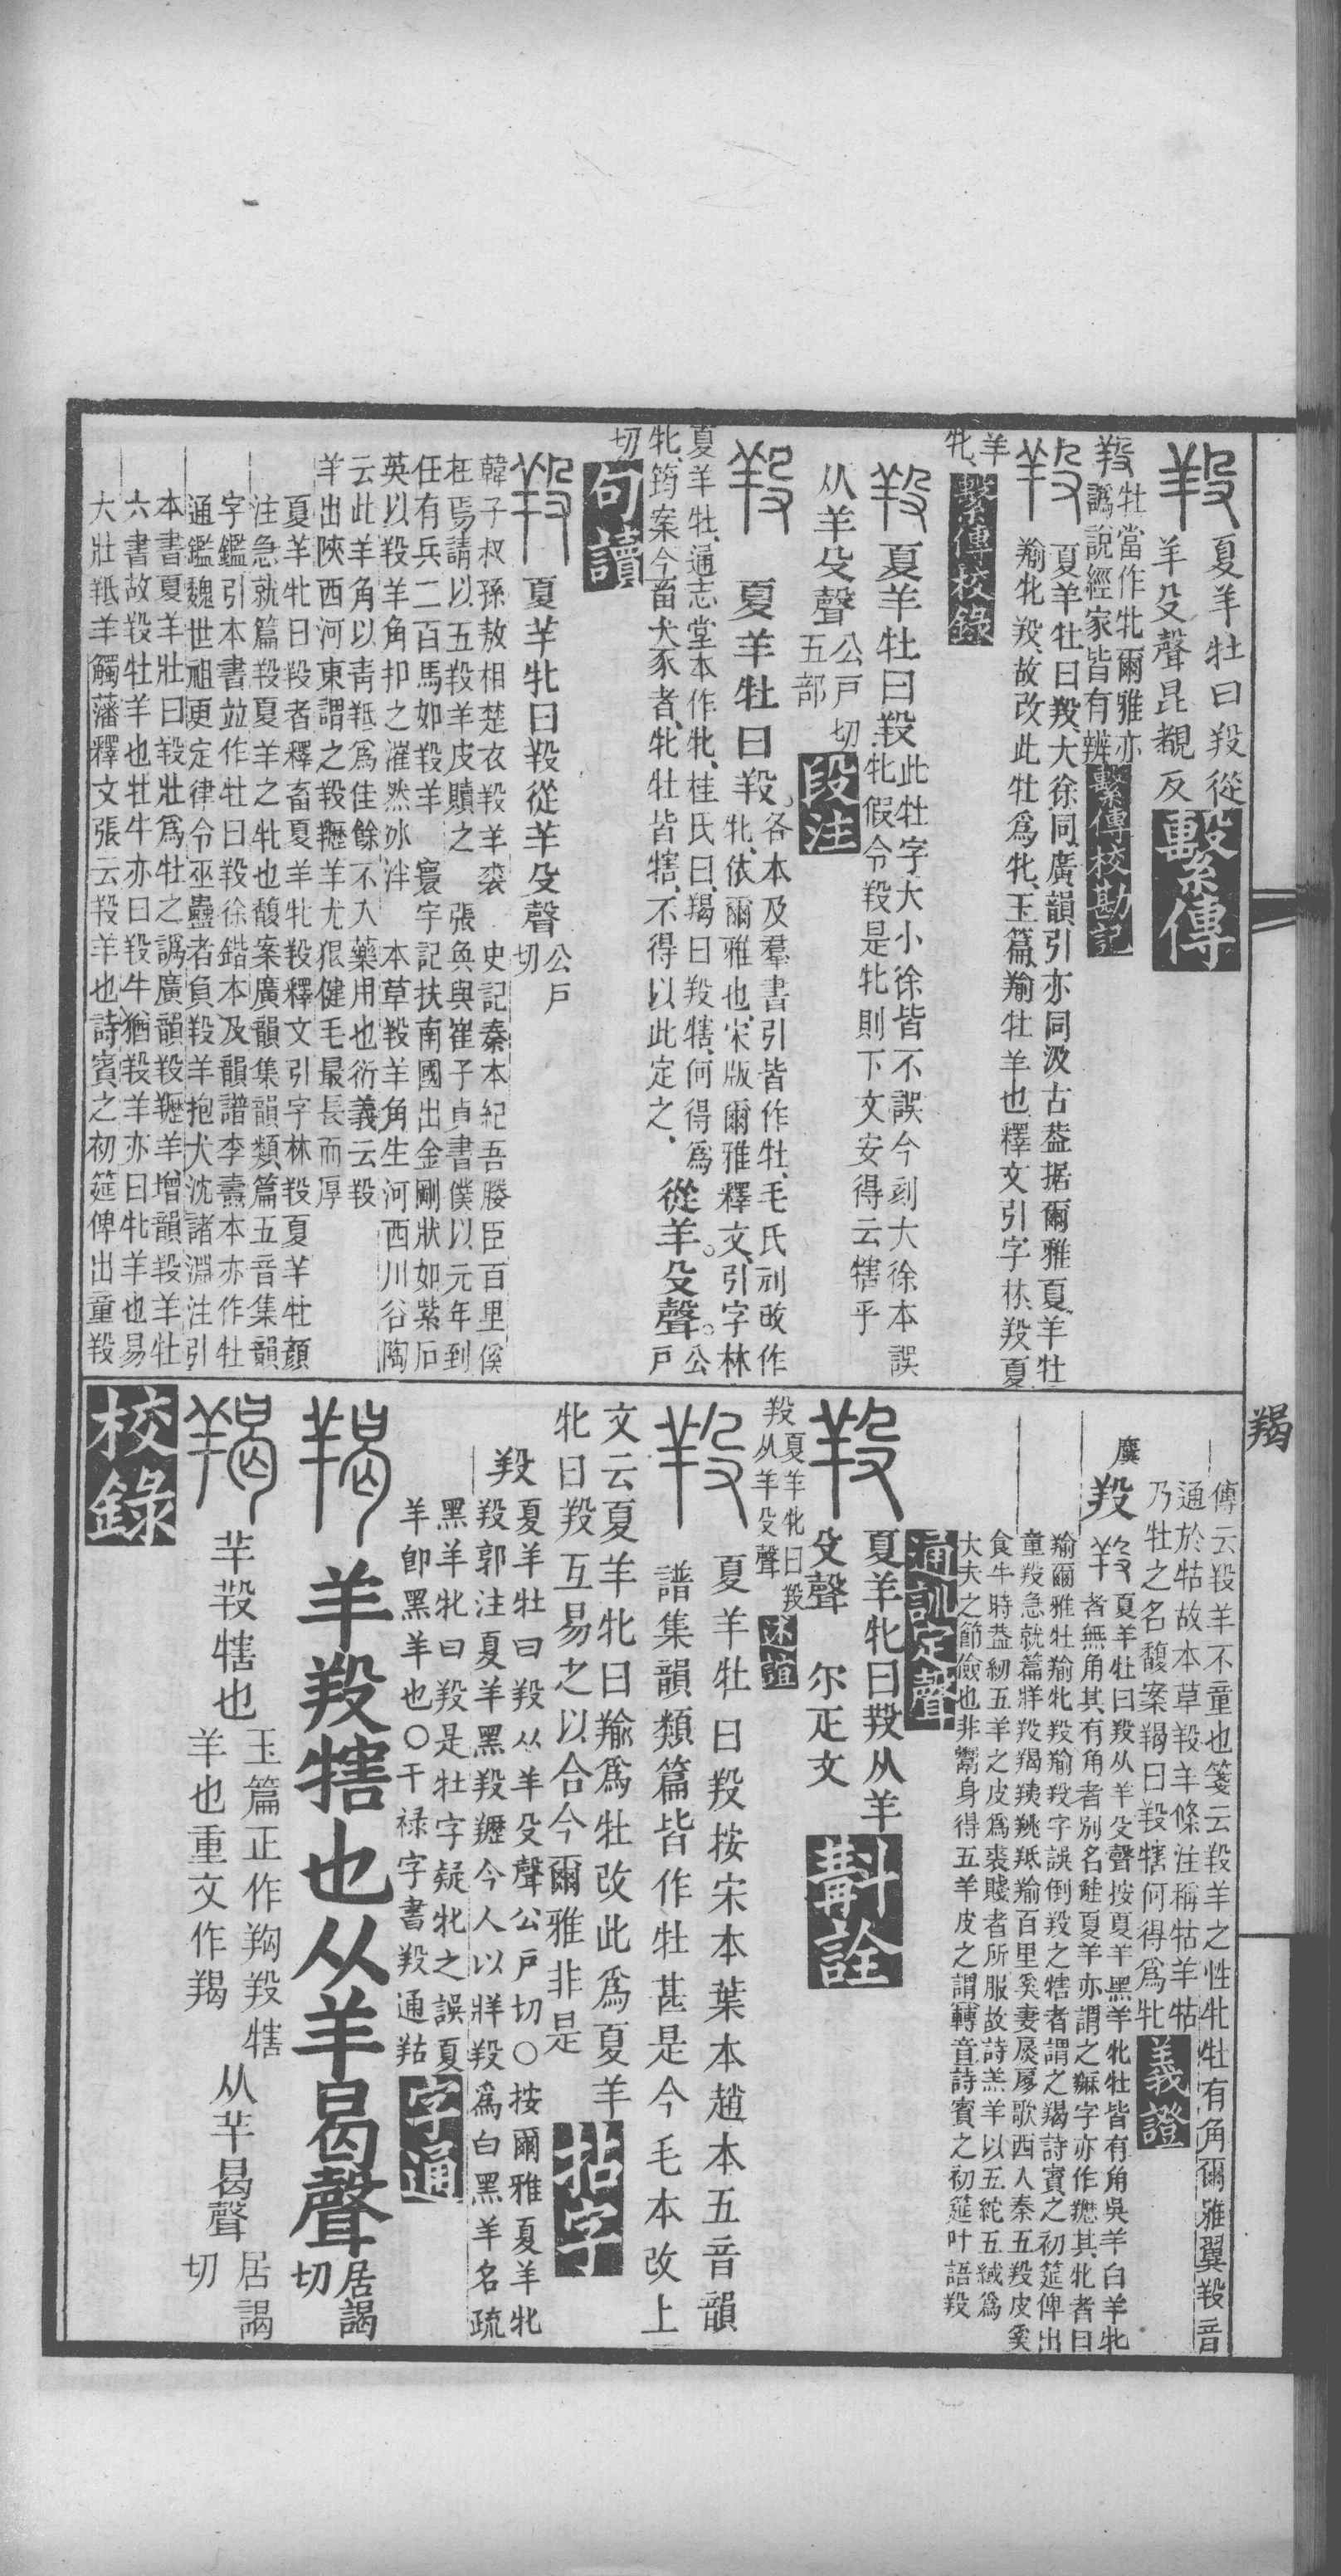 夏羊牡曰羖從
羊殳聲昆覩反
繫傳
牡當作牝爾雅亦
羖譌說經家皆有辨
繫傳校勘記
夏羊牡曰羖大徐同廣韻引亦同汲古葢據爾雅夏羊牡
羭牝羖故改此牡爲牝玉篇羭牡羊也釋文引字林羖夏
羊
牝
繫傳校錄
夏羊牡曰羖
此牡字大小徐皆不誤今刻大徐本誤
牝假令羖是牝則下文安得云犗乎
从羊殳聲
公戸切
五部
段注
夏羊牡曰羖
各本及羣書引皆作牡毛氏刓改作
牝依爾雅也宋版爾雅釋文引字林
夏羊牡通志堂本作牝桂氏曰羯曰羖犗何得爲
牝筠案今畜犬豕者牝牡皆犗不得以此定之
從羊殳聲
公
戸
切
句讀
夏羊牝曰羖從羊殳聲
公戸
切
韓子叔孫敖相楚衣羖羊裘 史記秦本紀吾媵臣百里傒
在焉請以五羖羊皮贖之 張奐與崔子貞書僕以元年到
任有兵二百馬如羖羊 寰宇記扶南國出金剛狀如紫石
英以羖羊角扣之漼然冰泮 本草羖羊角生河西川谷陶
云此羊角以靑羝爲佳餘不入藥用也衍義云羖
羊出陝西河東謂之羖䍽羊尤狠健毛最長而厚
夏羊牝曰羖者釋畜夏羊牝羖釋文引字林羖夏羊牡顏
注急就篇羖夏羊之牝也馥案廣韻集韻類篇五音集韻
字鑑引本書竝作牡曰羖徐鍇本及韻譜李燾本亦作牡
通鑑魏世祖更定律令巫蠱者負羖羊抱犬沈諸淵注引
本書夏羊壯曰羖壯爲牡之譌廣韻羖䍽羊增韻羖羊牡
六書故羖牡羊也牡牛亦曰羖牛猶羖羊亦曰牝羊也易
大壯羝羊觸藩釋文張云羖羊也詩賓之初筵俾出童羖
羯
傳云羖羊不童也箋云羖羊之性牝牡有角爾雅翼羖音
通於牯故本草羖羊條注稱牯羊牯
乃牡之名馥案羯曰羖犗何得爲牝
義證
羖
夏羊牡曰羖从羊殳聲按夏羊黑羊牝牡皆有角吳羊白羊牝
者無角其有角者別名羫夏羊亦謂之䍽字亦作䍽其牝者曰
羭爾雅牡羭牝羖羭羖字誤倒羖之犗者謂之羯詩賓之初筵俾出
童羖急就篇牂羖羯羠䍮羝羭百里奚妻扊扅歌西人秦五羖皮奚
食牛時葢紉五羊之皮爲裘賤者所服故詩羔羊以五紽五緎爲
大夫之節儉也非鬻身得五羊皮之謂轉音詩賓之初筵叶語羖
通訓定聲
夏羊牝曰羖从羊
殳聲 尔疋文
斠詮
夏羊牝曰羖
羖从羊殳聲
述誼
夏羊牡曰羖按宋本葉本趙本五音韻
譜集韻類篇皆作牡甚是今毛本改上
文云夏羊牝曰羭爲牡改此爲夏羊
牝曰羖互易之以合今爾雅非是
拈字
羖
夏羊牡曰羖从羊殳聲公戸切〇按爾雅夏羊牝
羖郭注夏羊黑羖䍽今人以牂羖爲白黑羊名疏
黑羊牝曰羖是牡字疑牝之誤夏
羊卽黑羊也〇干祿字書羖通羖
字通
羊羖犗也从羊曷聲
居謁
切
羊羖犗也
玉篇正作羯羖犗
羊也重文作羯
从羊曷聲
居謁
切
校錄